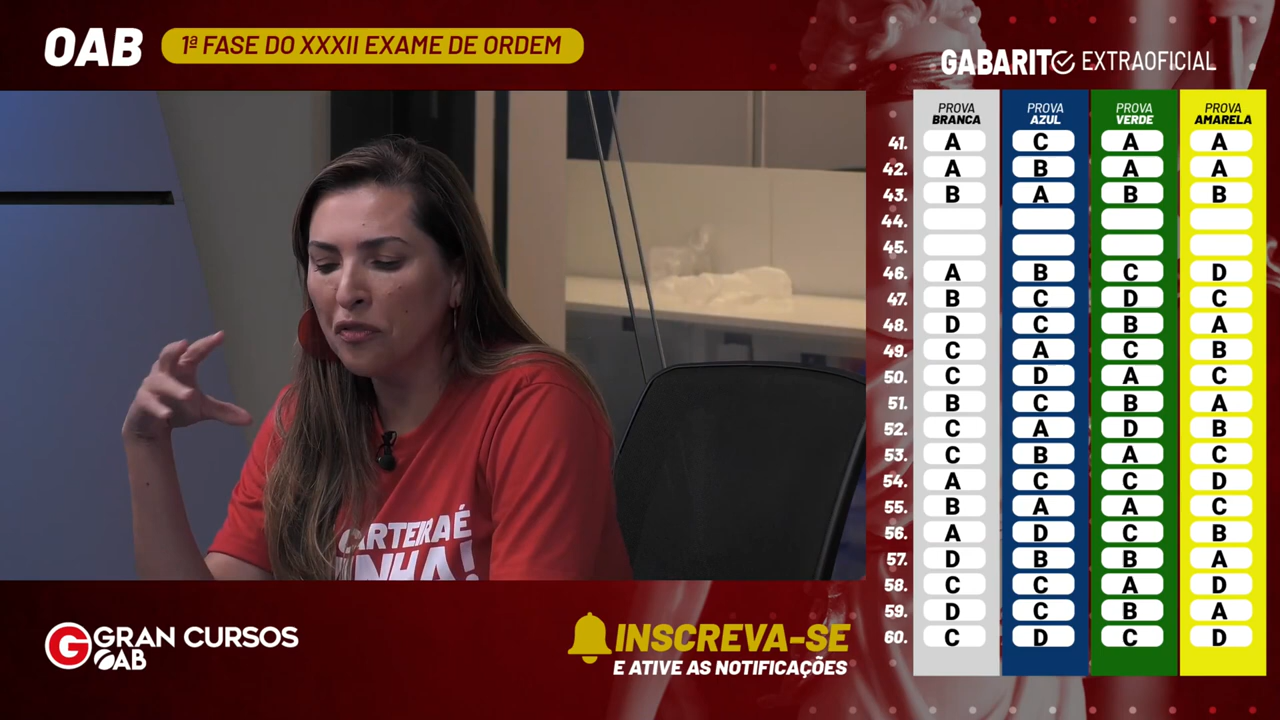 OAB
1ª FASE DO XXXII EXAME DE ORDEM
GABARITO EXTRAOFICIAL
PROVA BRANCA PROVA AZUL PROVA VERDE PROVA AMARELA
41. A C A A
42. A B A A
43. B A B B
44.
45.
46. A B C D
47. B C D C
48. D C B A
49. C A C B
50. C D A C
51. B C B A
52. C A D B
53. C B A C
54. A C C D
55. B A A C
56. A D C B
57. D B B A
58. C C A D
59. D C B A
60. C D C D
CARTEIRA É
MINHA!
G GRAN CURSOS
OAB
INSCREVA-SE
E ATIVE AS NOTIFICAÇÕES